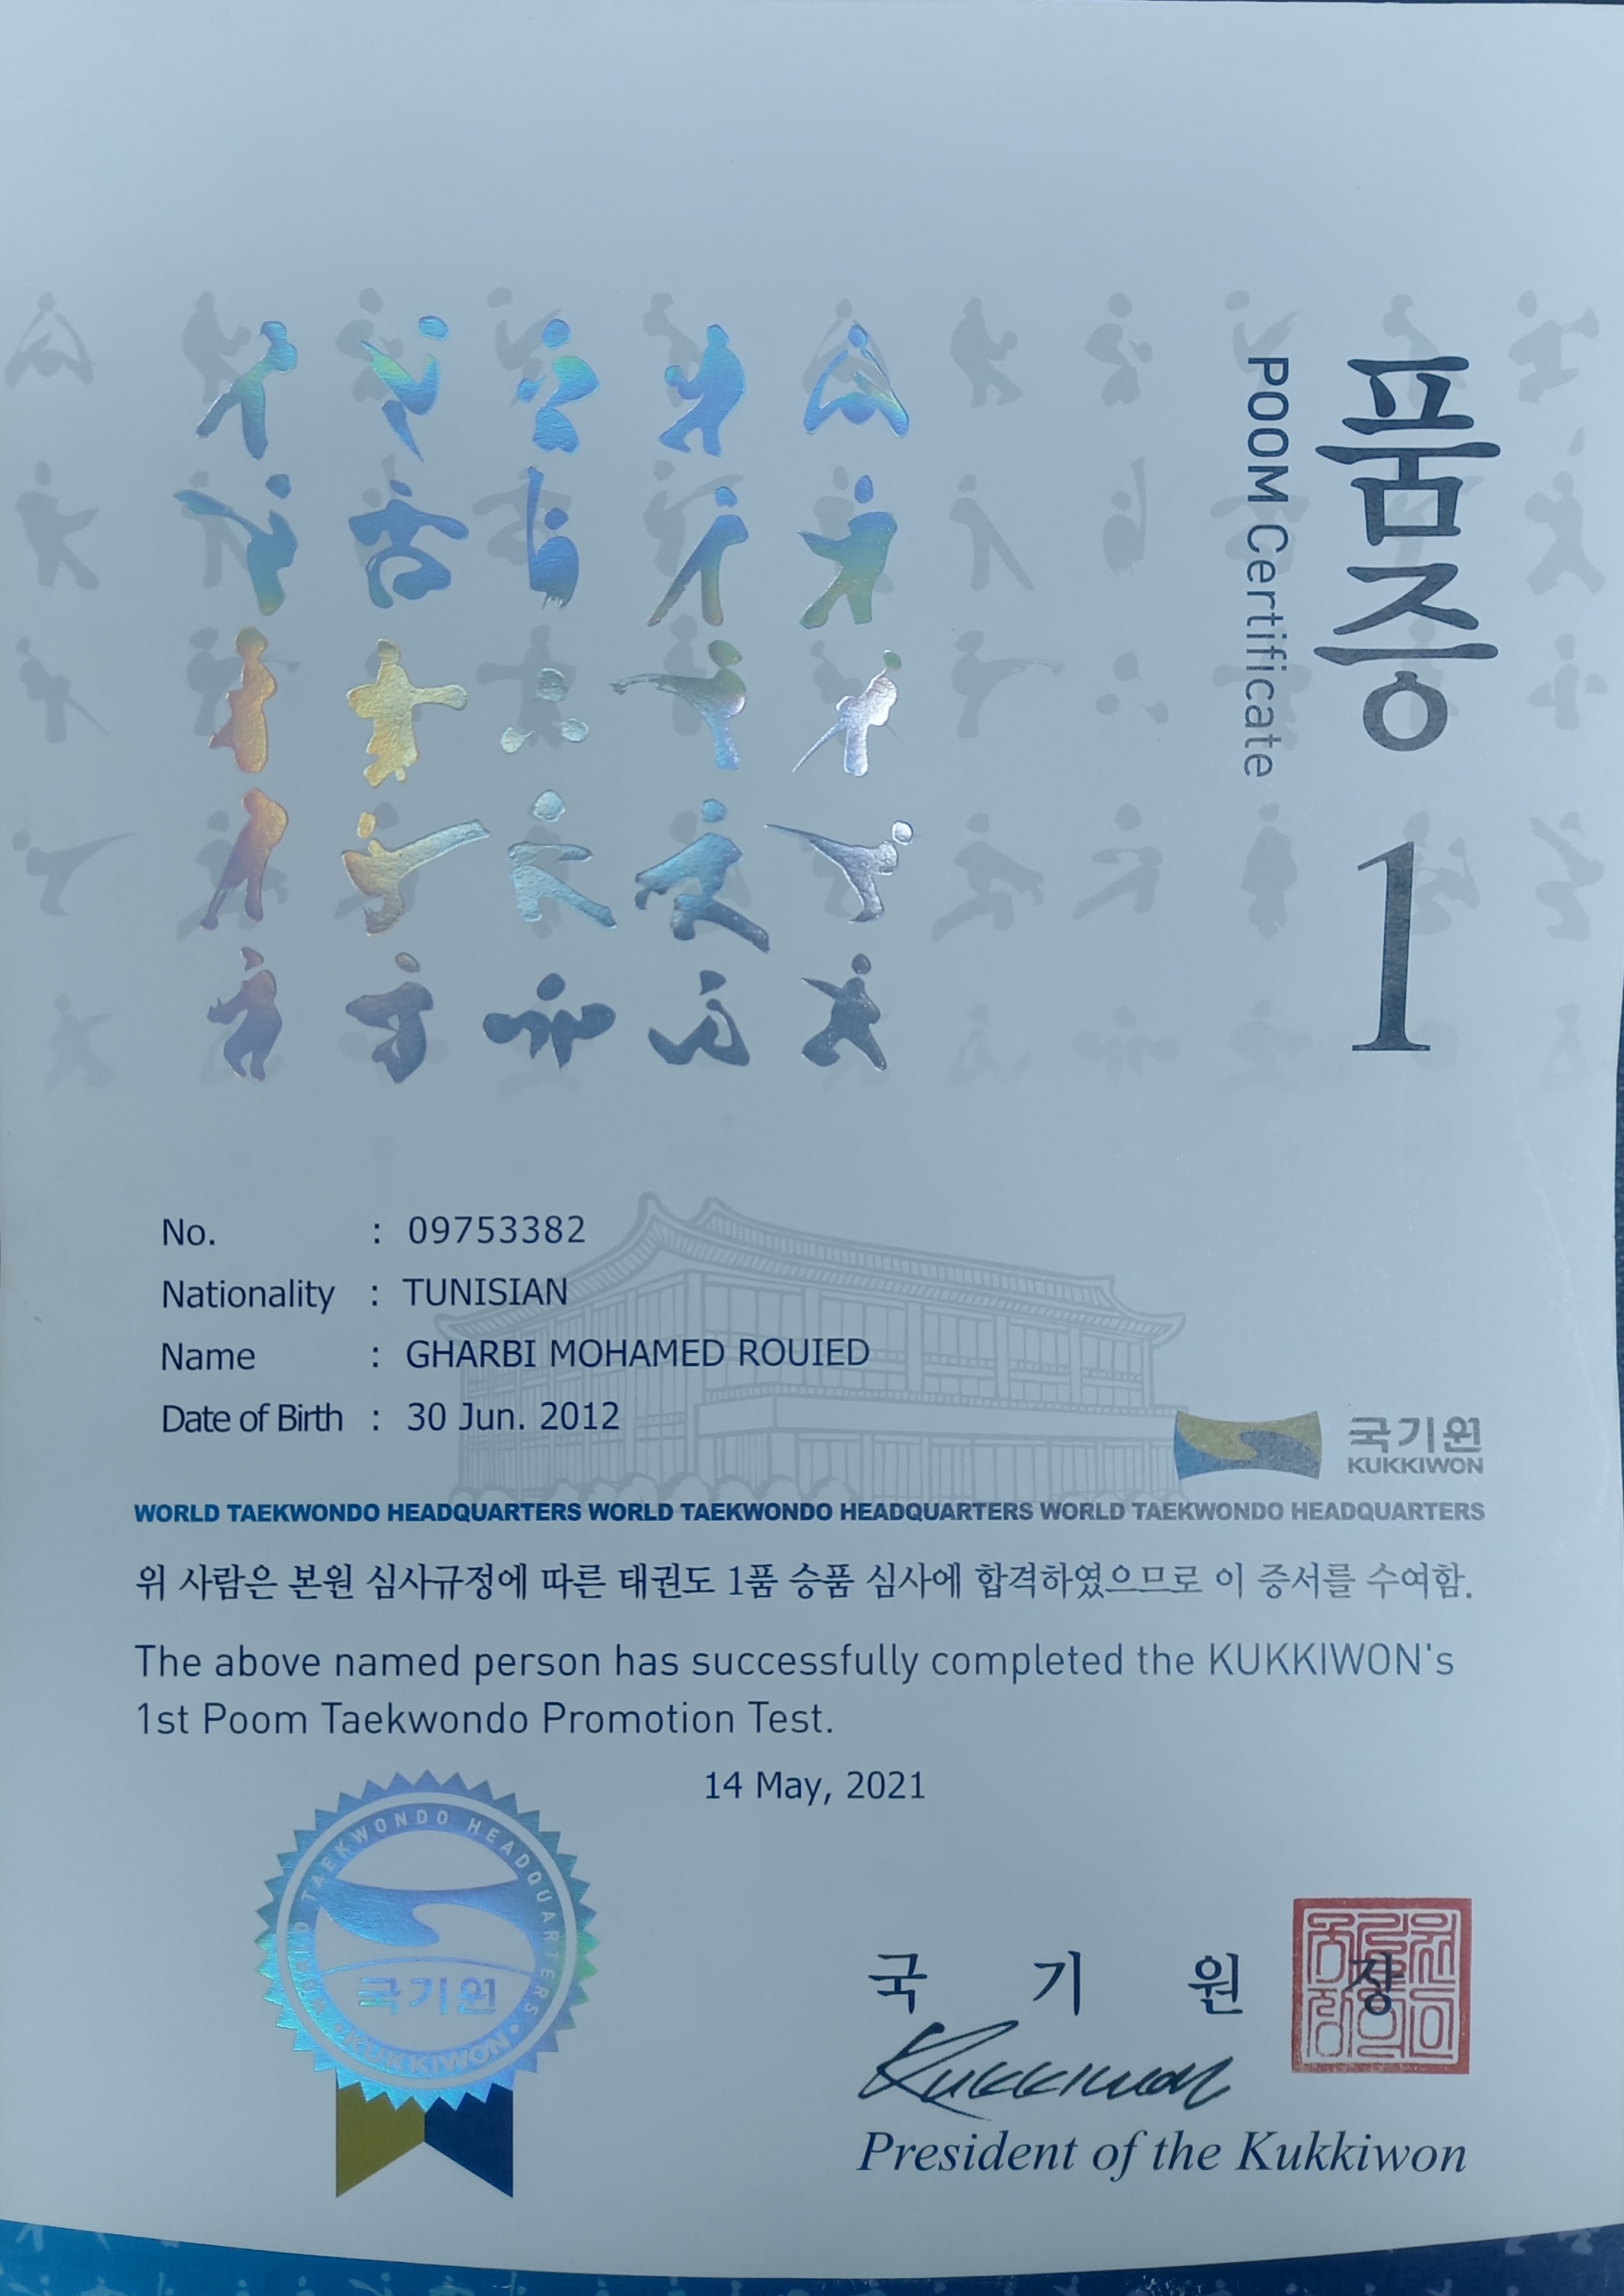 품증
POOM Certificate
1
No. : 09753382
Nationality : TUNISIAN
Name : GHARBI MOHAMED ROUIED
Date of Birth : 30 Jun. 2012
국기원
KUKKIWON
WORLD TAEKWONDO HEADQUARTERS WORLD TAEKWONDO HEADQUARTERS WORLD TAEKWONDO HEADQUARTERS
위 사람은 본원 심사규정에 따른 태권도 1품 승품 심사에 합격하였으므로 이 증서를 수여함.
The above named person has successfully completed the KUKKIWON's
1st Poom Taekwondo Promotion Test.
14 May, 2021
WORLD TAEKWONDO HEADQUARTERS
국기원
KUKKIWON
국 기 원 장
Kukkiwon
President of the Kukkiwon